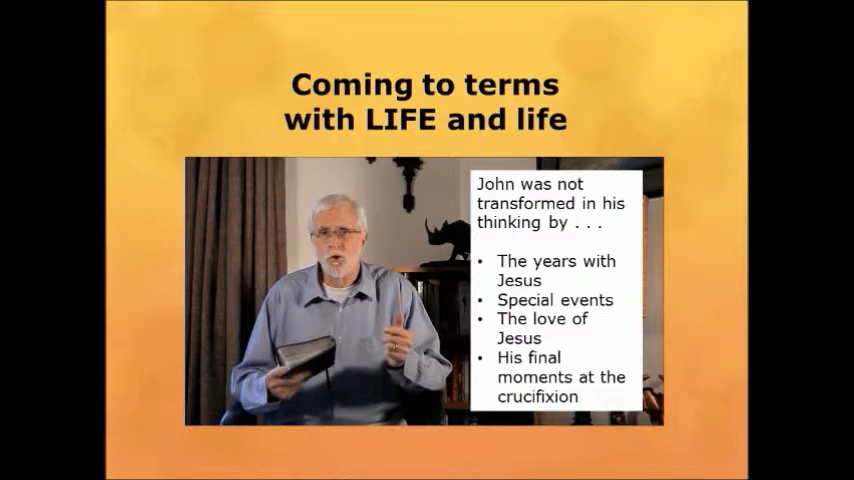 Coming to terms
with LIFE and life
John was not
transformed in his
thinking by . . .
• The years with
Jesus
• Special events
• The love of
Jesus
• His final
moments at the
crucifixion